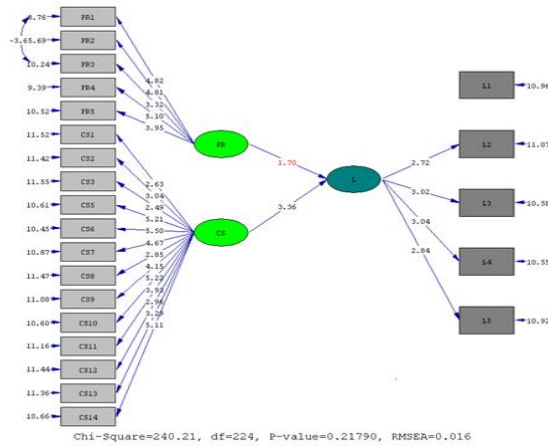 8.76 PR1
-3.65.69 PR2
10.24 PR3
9.39 PR4
10.52 PR5
11.52 CS1
11.42 CS2
11.55 CS3
10.61 CS5
10.45 CS6
10.87 CS7
11.47 CS8
11.08 CS9
10.60 CS10
11.16 CS11
11.44 CS12
11.36 CS13
10.66 CS14
4.82
4.81
3.32
5.10
3.95
2.63
3.04
2.49
5.21
5.50
4.67
2.85
4.15
5.22
3.93
2.96
3.29
5.11
PR
CS
1.70
3.36
L
2.72
3.02
3.04
2.84
L1 10.96
L2 11.07
L3 10.58
L4 10.55
L5 10.92
Chi-Square=240.21, df=224, P-value=0.21790, RMSEA=0.016